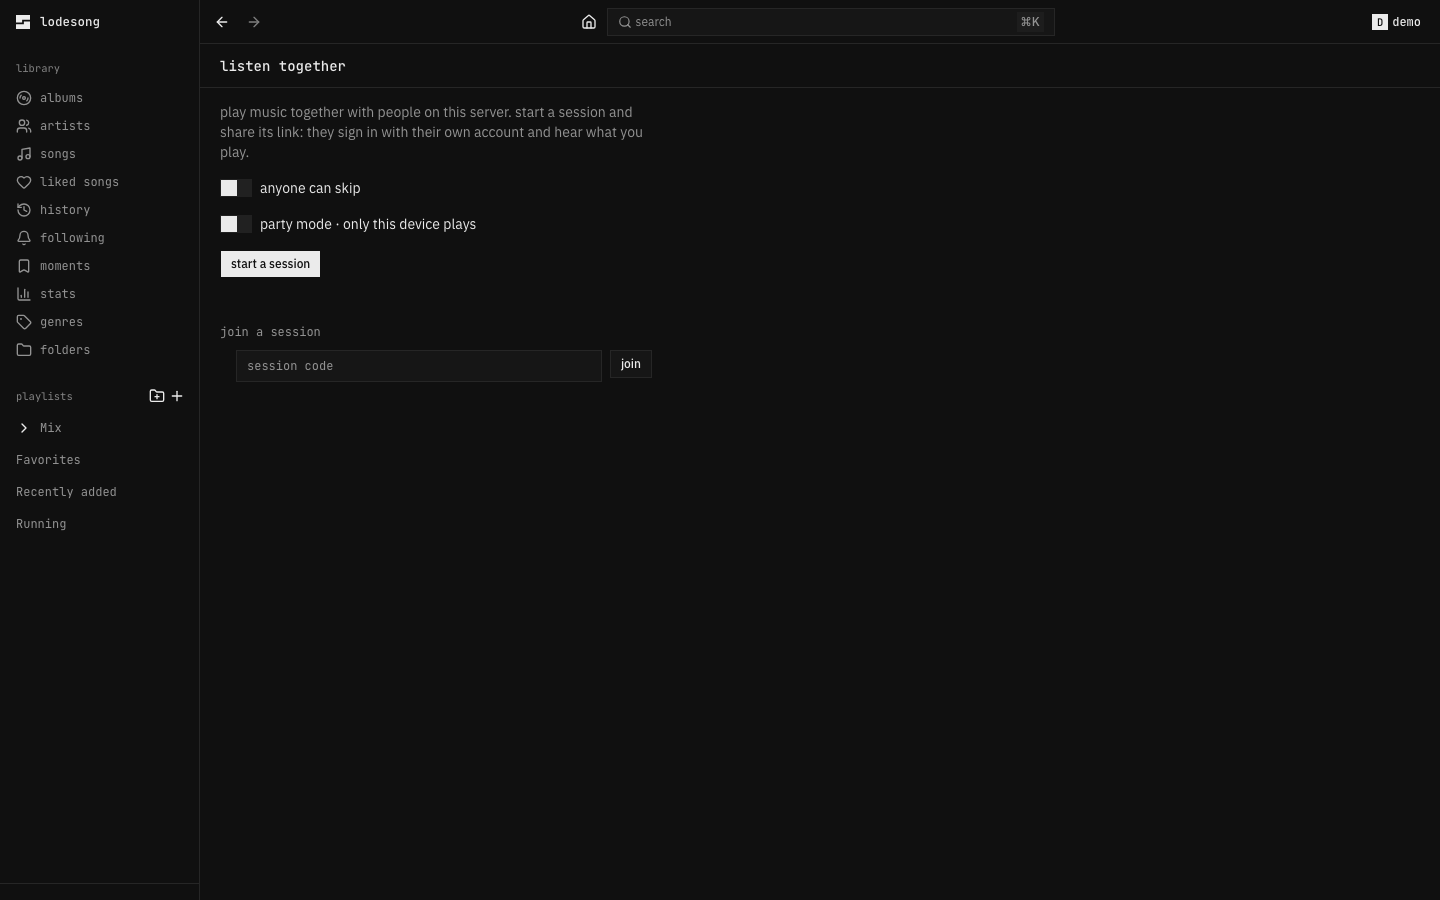 lodesong
search
⌘K
D demo
library
albums
artists
songs
liked songs
history
following
moments
stats
genres
folders
playlists
Mix
Favorites
Recently added
Running
listen together
play music together with people on this server. start a session and
share its link: they sign in with their own account and hear what you
play.
anyone can skip
party mode · only this device plays
start a session
join a session
session code
join